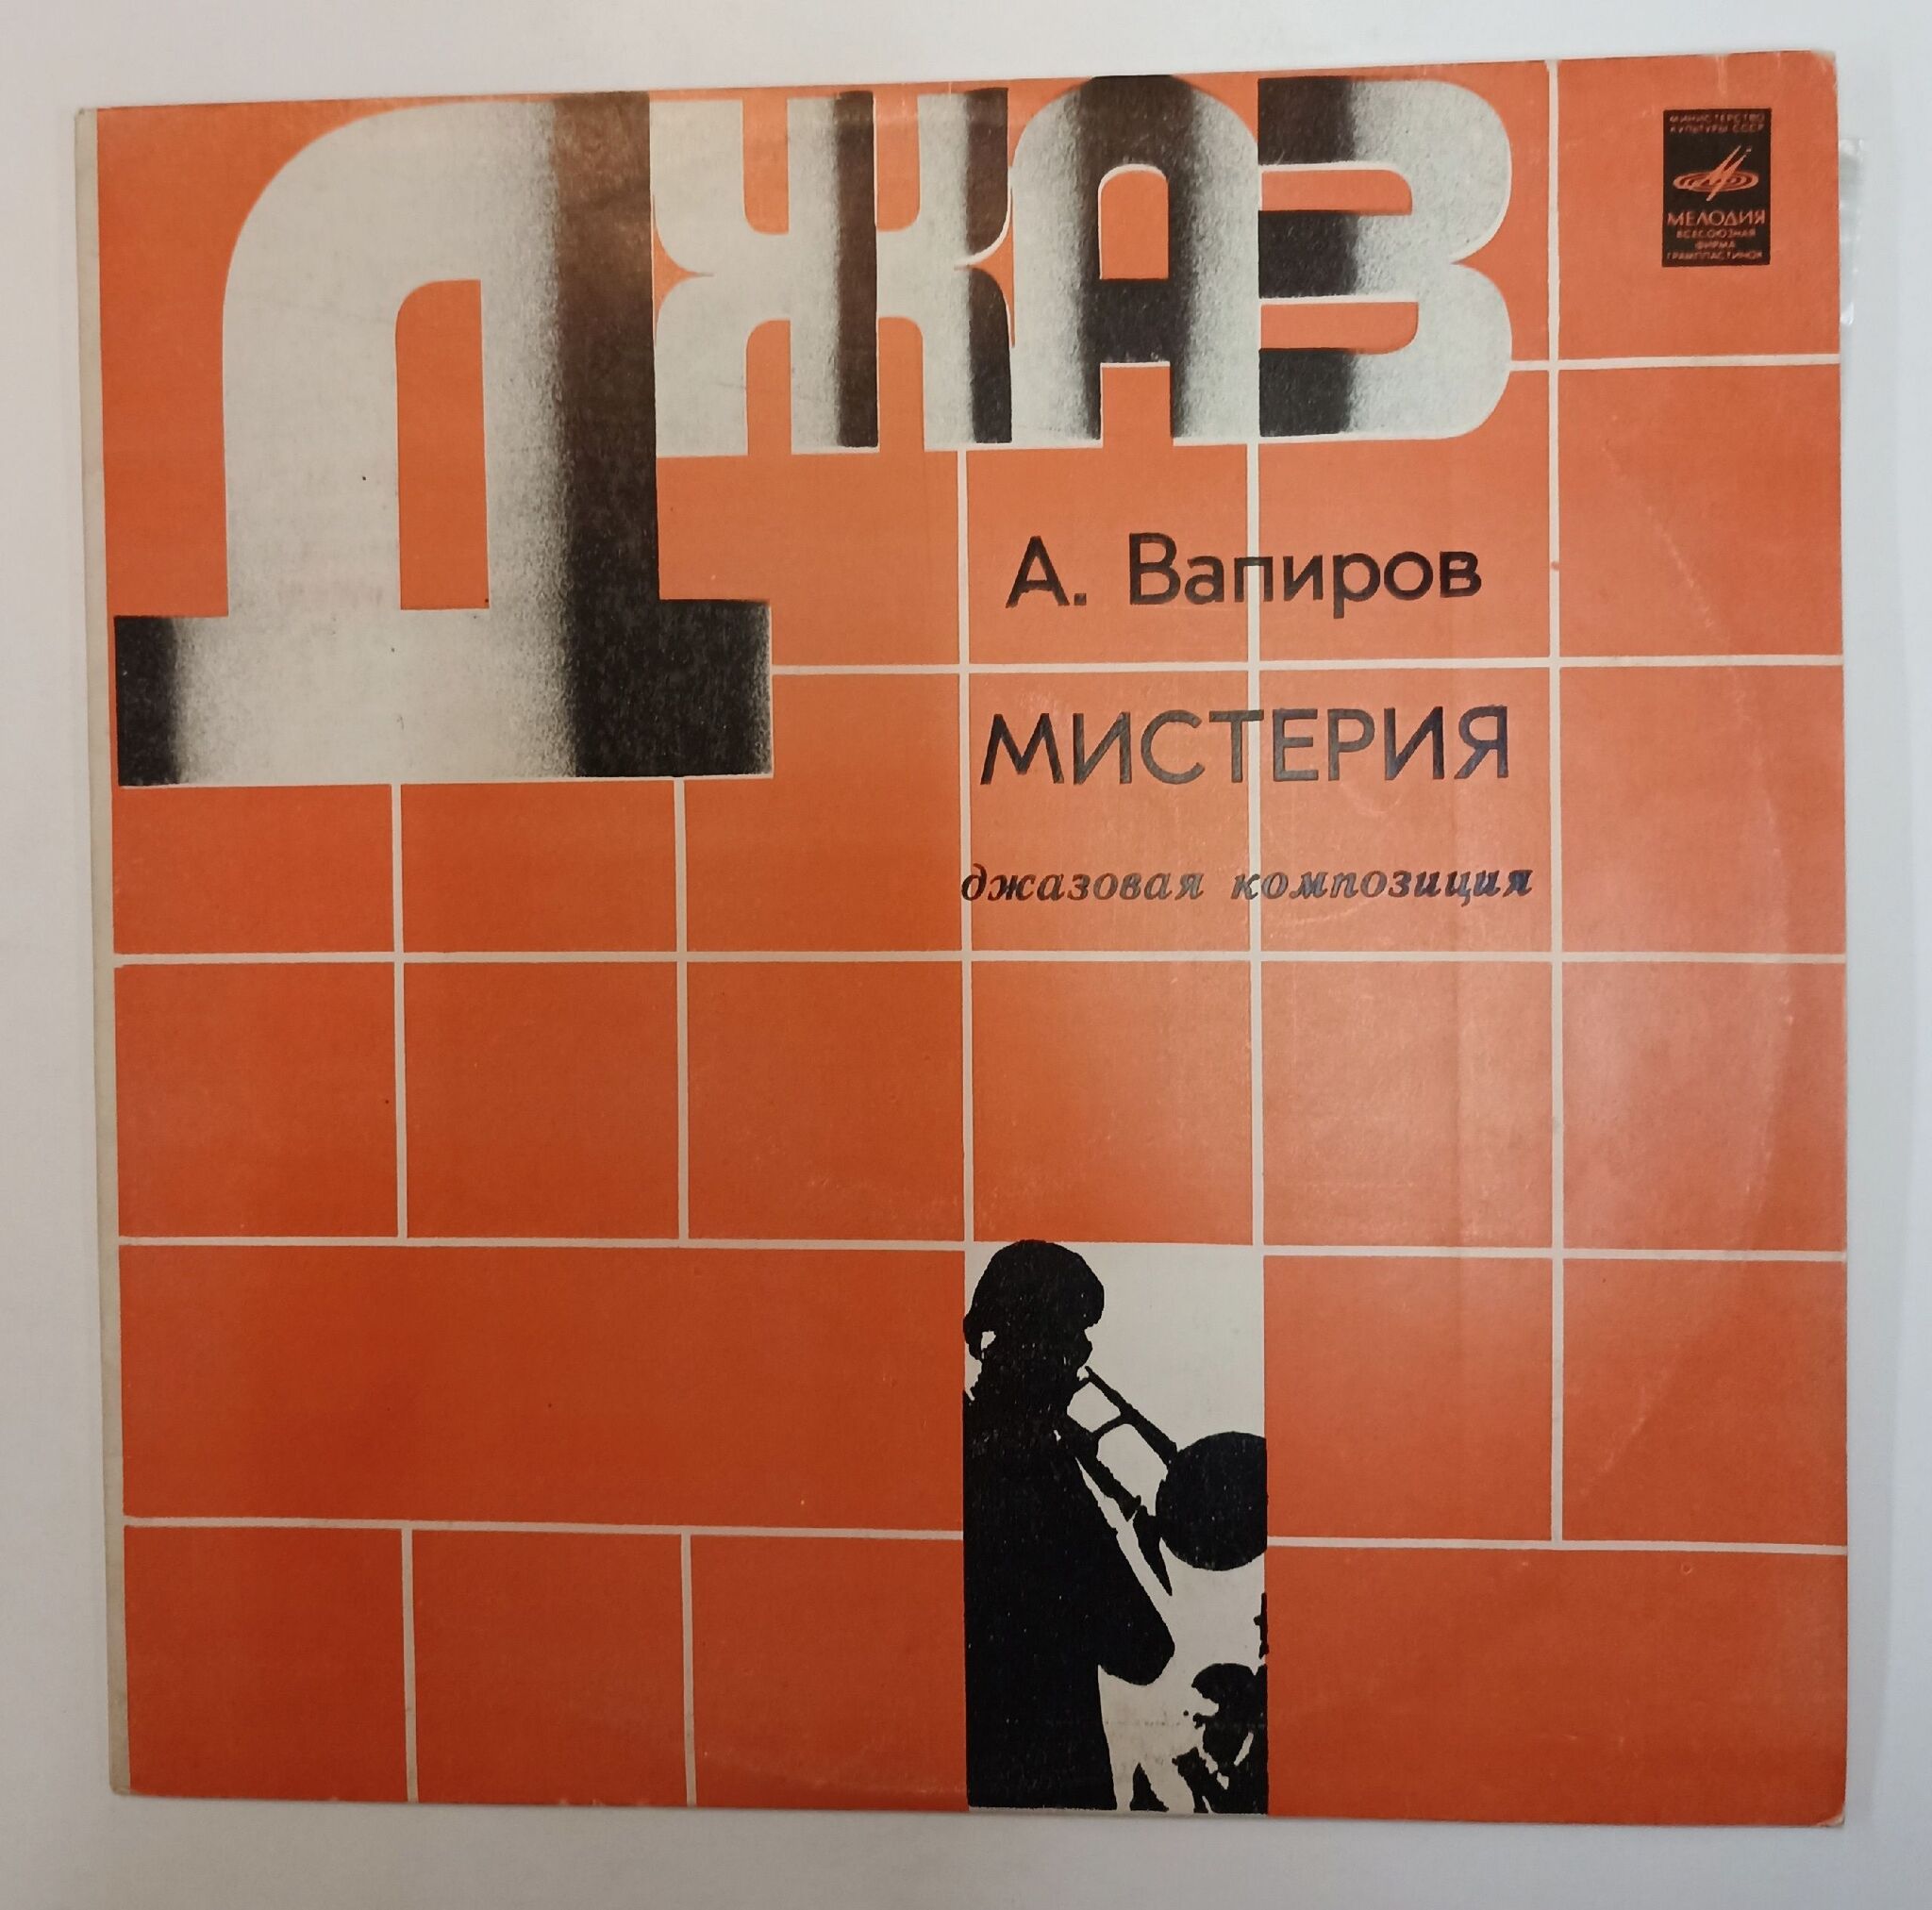 ДЖАЗ
МИНИСТЕРСТВО
КУЛЬТУРЫ СССР
МЕЛОДИЯ
ВСЕСОЮЗНАЯ
ФИРМА
ГРАМПЛАСТИНОК
А. Вапиров
МИСТЕРИЯ
джазовая композиция